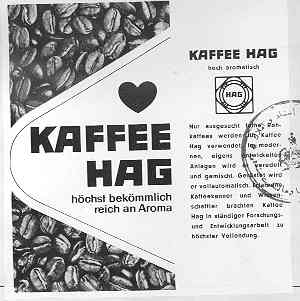 KAFFEE
HAG
höchst bekömmlich
reich an Aroma
KAFFEE HAG
hoch aromatisch
HAG
Nur ausgesucht feine Roh-
kaffees werden für Kaffee
Hag verwendet. In moder-
nen, eigens entwickelten
Anlagen wird er veredelt
und gemischt. Geröstet wird
er vollautomatisch. Erfahrene
Kaffeekenner und Wissen-
schaftler brachten Kaffee
Hag in ständiger Forschungs-
und Entwicklungsarbeit zu
höchster Vollendung.